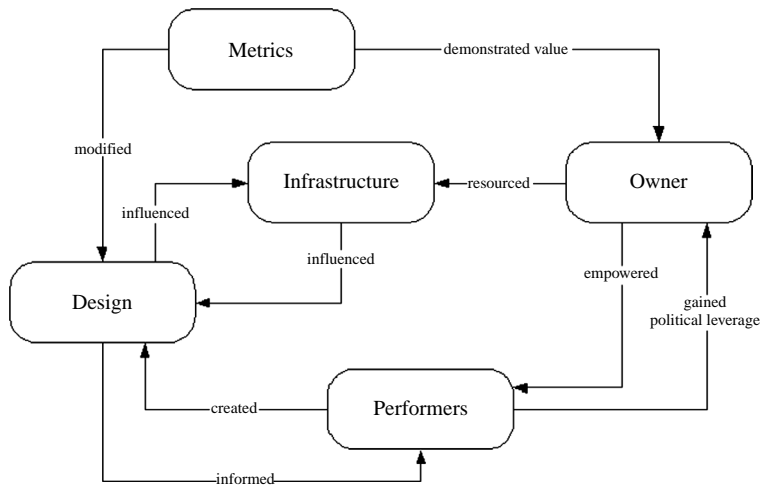 Metrics
demonstrated value
modified
Infrastructure
resourced
Owner
influenced
influenced
empowered
Design
gained
political leverage
created
Performers
informed